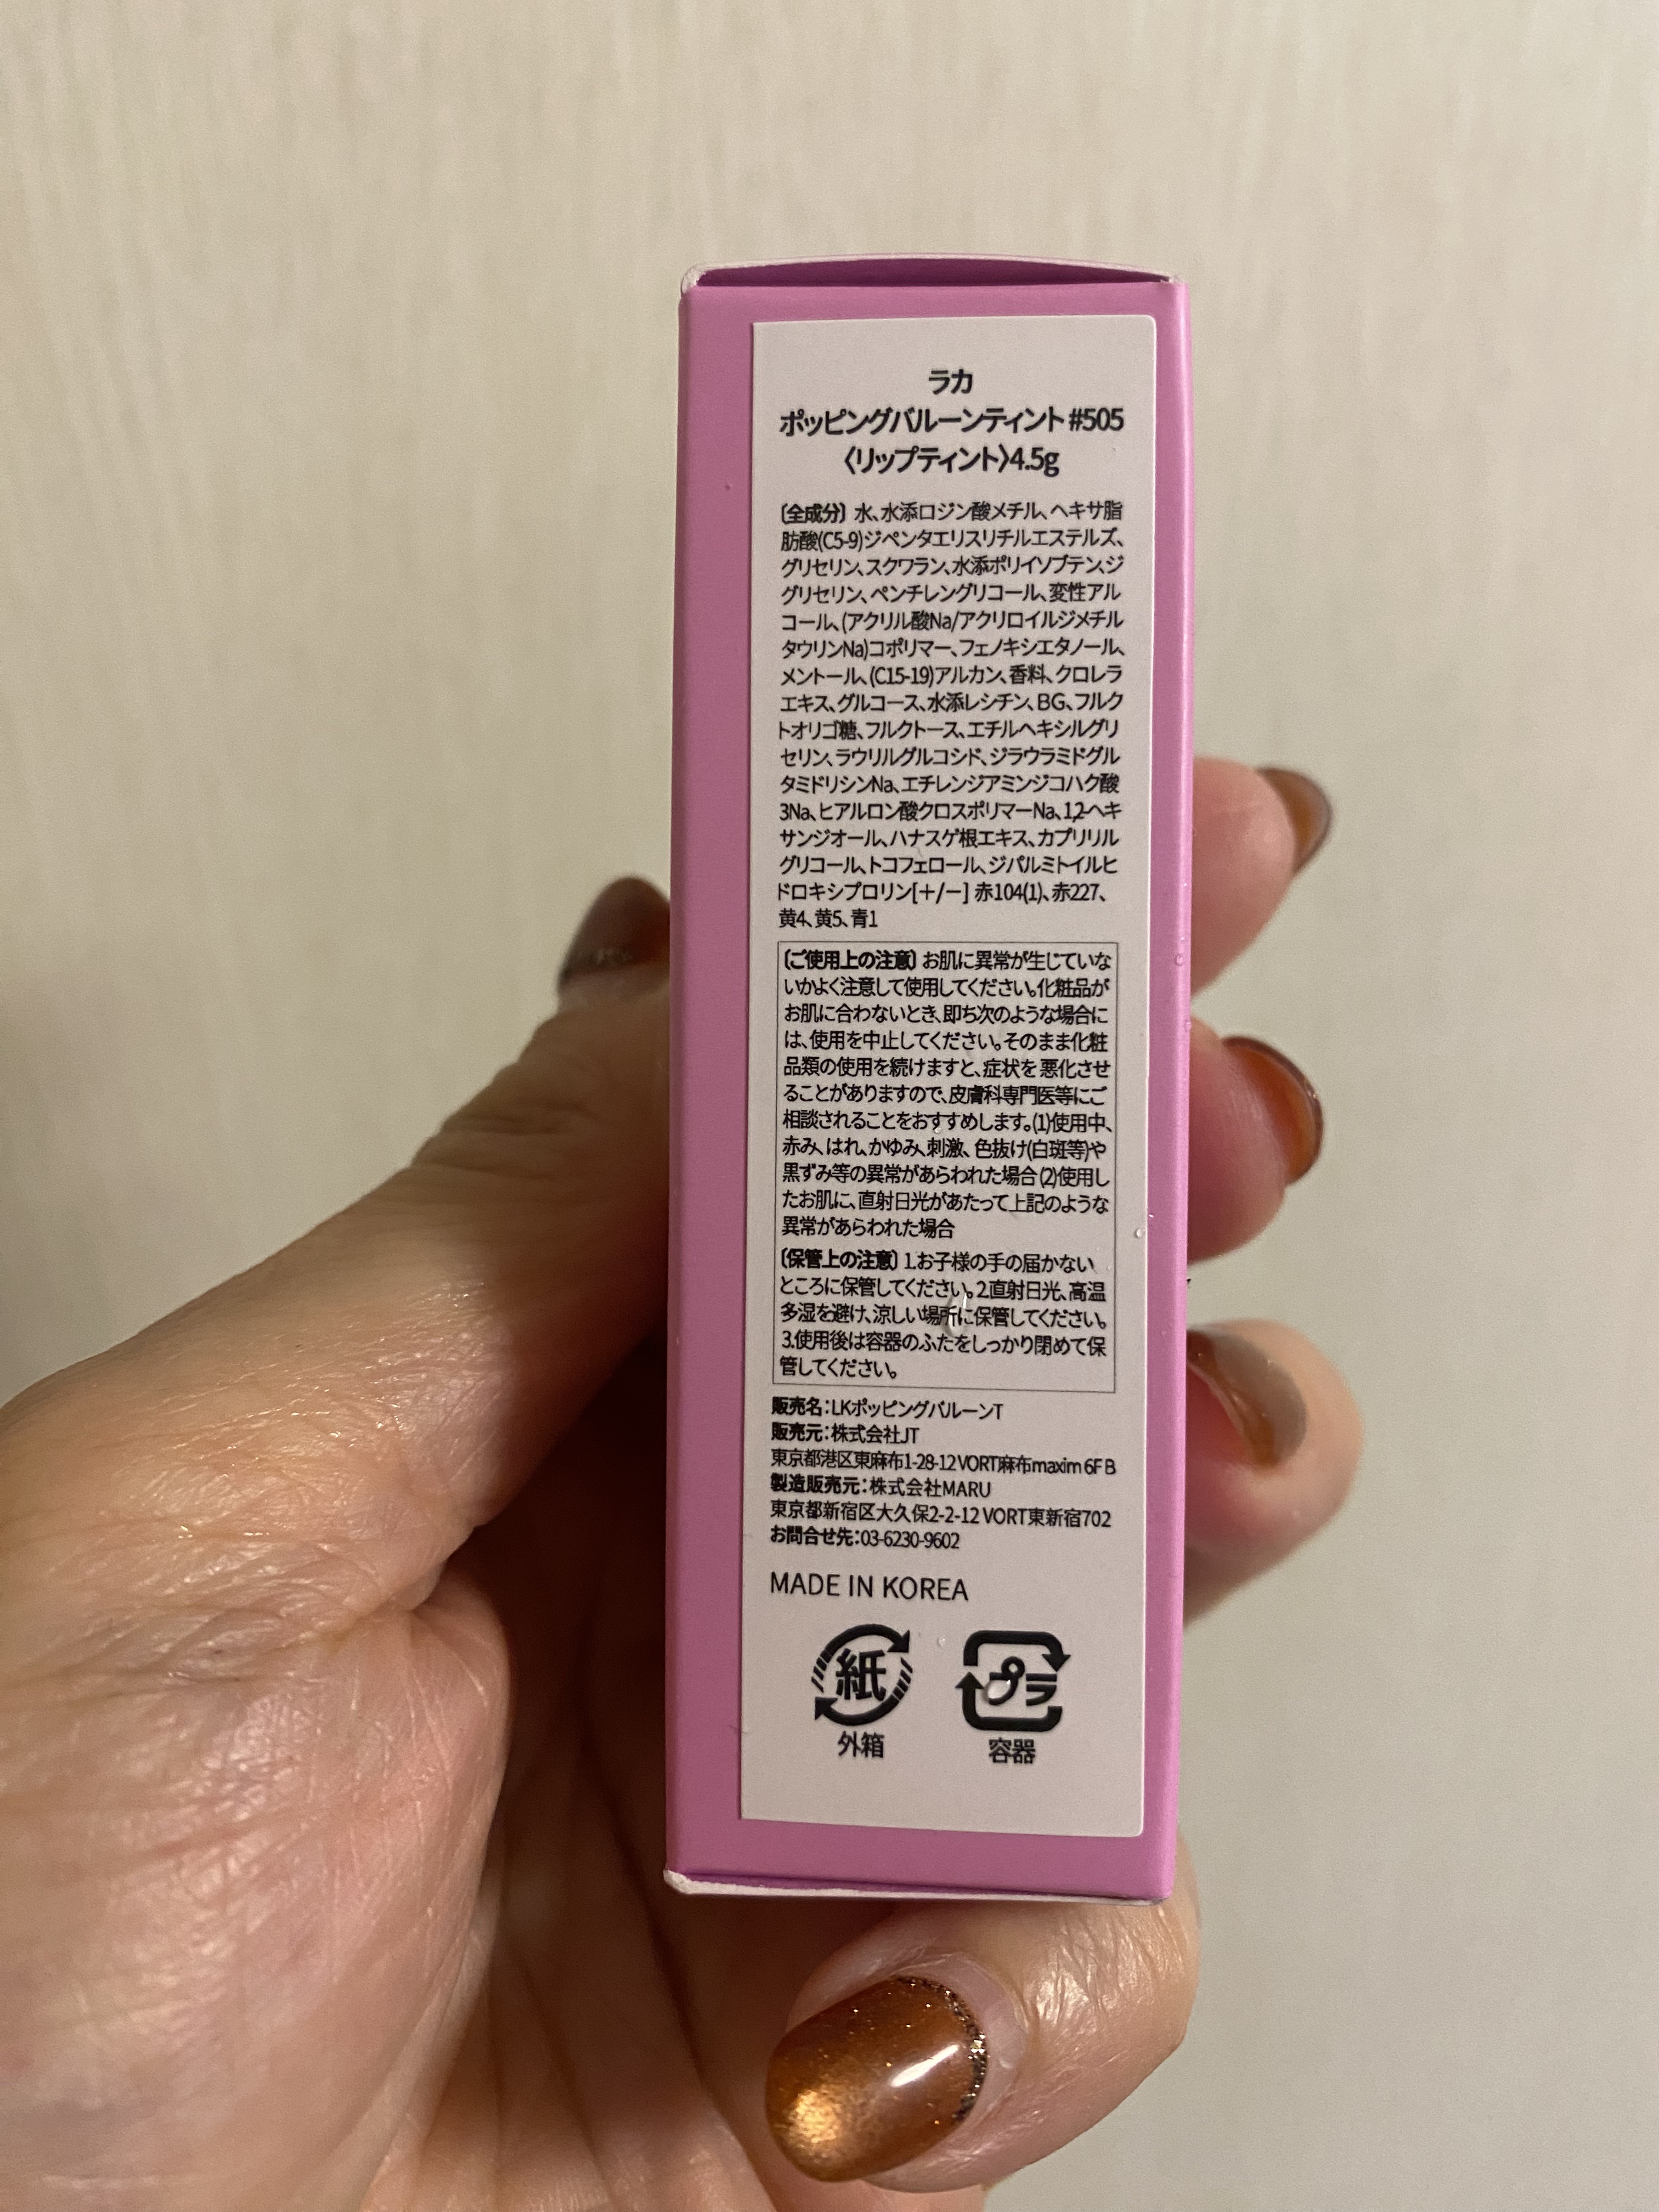 ラカ
ポッピングバルーンティント #505
〈リップティント〉4.5g
〔全成分〕 水、水添ロジン酸メチル、ヘキサ脂
肪酸(C5-9)ジペンタエリスリチルエステルズ、
グリセリン、スクワラン、水添ポリイソブテン、ジ
グリセリン、ペンチレングリコール、変性アル
コール、(アクリル酸Na/アクリロイルジメチル
タウリンNa)コポリマー、フェノキシエタノール、
メントール、(C15-19)アルカン、香料、クロレラ
エキス、グルコース、水添レシチン、BG、フルク
トオリゴ糖、フルクトース、エチルヘキシルグリ
セリン、ラウリルグルコシド、ジラウラミドグル
タミドリシンNa、エチレンジアミンジコハク酸
3Na、ヒアルロン酸クロスポリマーNa、1,2-ヘキ
サンジオール、ハナスゲ根エキス、カプリリル
グリコール、トコフェロール、ジパルミトイルヒ
ドロキシプロリン[+/ー] 赤104(1)、赤227、
黄4、黄5、青1
〔ご使用上の注意〕 お肌に異常が生じていな
いかよく注意して使用してください。化粧品が
お肌に合わないとき、即ち次のような場合に
は、使用を中止してください。そのまま化粧
品類の使用を続けますと、症状を 悪化させ
ることがありますので、皮膚科専門医等にご
相談されることをおすすめします。(1)使用中、
赤み、はれ、かゆみ、刺激、色抜け(白斑等)や
黒ずみ等の異常があらわれた場合 (2)使用し
たお肌に、直射日光があたって上記のような
異常があらわれた場合
〔保管上の注意〕 1.お子様の手の届かない
ところに保管してください。2.直射日光、高温
多湿を避け、涼しい場所に保管してください。
3.使用後は容器のふたをしっかり閉めて保
管してください。
販売名：LKポッピングバルーンT
販売元：株式会社JT
東京都港区東麻布1-28-12 VORT麻布maxim 6F B
製造販売元：株式会社MARU
東京都新宿区大久保2-2-12 VORT東新宿702
お問合せ先：03-6230-9602
MADE IN KOREA
紙 プラ
外箱 容器